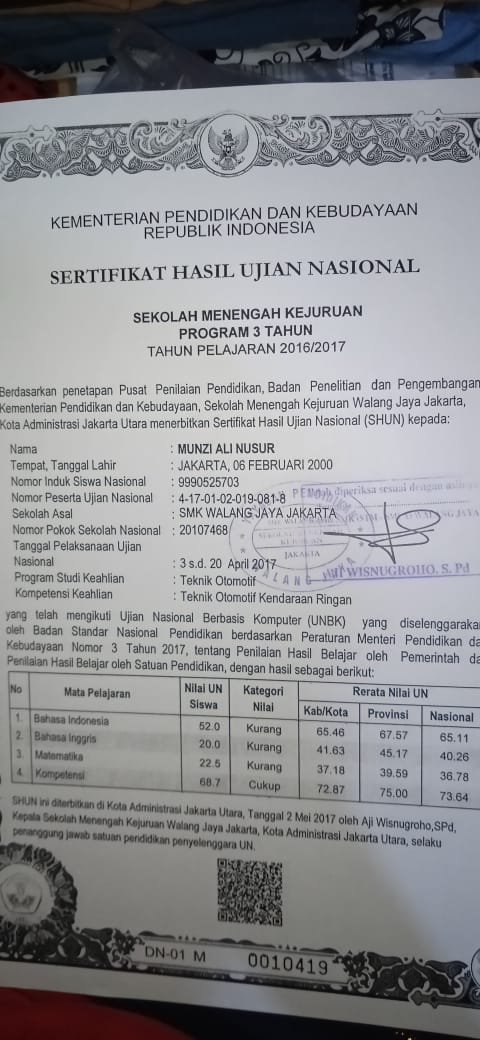 KEMENTERIAN PENDIDIKAN DAN KEBUDAYAAN
REPUBLIK INDONESIA
SERTIFIKAT HASIL UJIAN NASIONAL
SEKOLAH MENENGAH KEJURUAN
PROGRAM 3 TAHUN
TAHUN PELAJARAN 2016/2017
Berdasarkan penetapan Pusat Penilaian Pendidikan, Badan Penelitian dan Pengembangan
Kementerian Pendidikan dan Kebudayaan, Sekolah Menengah Kejuruan Walang Jaya Jakarta,
Kota Administrasi Jakarta Utara menerbitkan Sertifikat Hasil Ujian Nasional (SHUN) kepada:
Nama : MUNZI ALI NUSUR
Tempat, Tanggal Lahir : JAKARTA, 06 FEBRUARI 2000
Nomor Induk Siswa Nasional : 9990525703
Nomor Peserta Ujian Nasional : 4-17-01-02-019-081-8
Sekolah Asal : SMK WALANG JAYA JAKARTA
Nomor Pokok Sekolah Nasional : 20107468
Tanggal Pelaksanaan Ujian
Nasional : 3 s.d. 20 April 2017
Program Studi Keahlian : Teknik Otomotif
Kompetensi Keahlian : Teknik Otomotif Kendaraan Ringan
diperiksa sesuai dengan
JAKARTA
WALANG JAYA
WISNUGROHO, S. Pd
yang telah mengikuti Ujian Nasional Berbasis Komputer (UNBK) yang diselenggaraka
oleh Badan Standar Nasional Pendidikan berdasarkan Peraturan Menteri Pendidikan da
Kebudayaan Nomor 3 Tahun 2017, tentang Penilaian Hasil Belajar oleh Pemerintah da
Penilaian Hasil Belajar oleh Satuan Pendidikan, dengan hasil sebagai berikut:
No Mata Pelajaran Nilai UN Siswa Kategori Nilai Rerata Nilai UN
Kab/Kota Provinsi Nasional
1. Bahasa Indonesia 52.0 Kurang 65.46 67.57 65.11
2. Bahasa Inggris 20.0 Kurang 41.63 45.17 40.26
3. Matematika 22.5 Kurang 37.18 39.59 36.78
4. Kompetensi 68.7 Cukup 72.87 75.00 73.64
SHUN ini diterbitkan di Kota Administrasi Jakarta Utara, Tanggal 2 Mei 2017 oleh Aji Wisnugroho,SPd,
Kepala Sekolah Menengah Kejuruan Walang Jaya Jakarta, Kota Administrasi Jakarta Utara, selaku
penanggung jawab satuan pendidikan penyelenggara UN.
DN-01 M 0010419